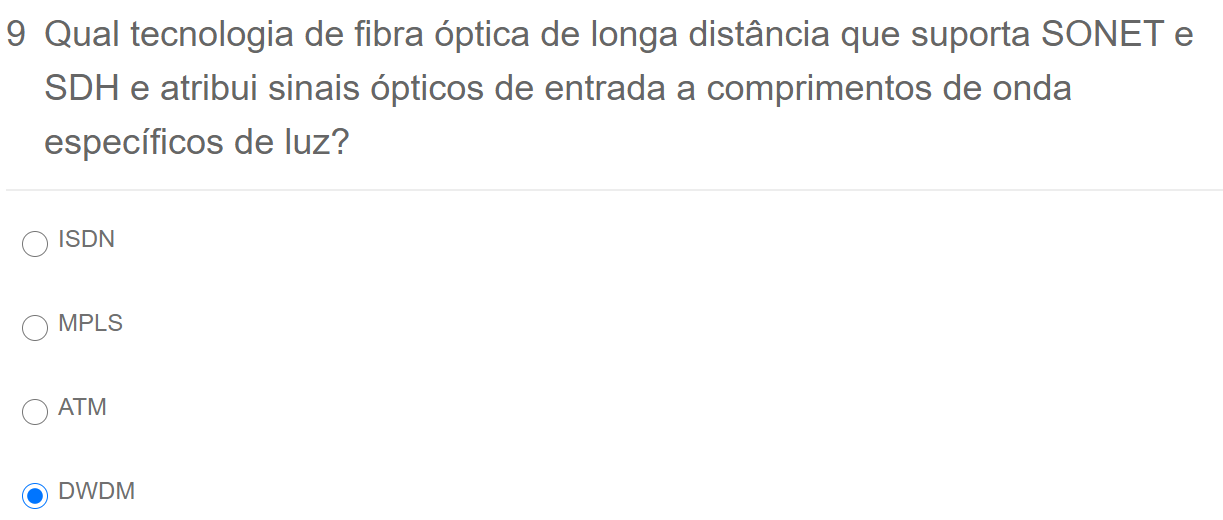 9 Qual tecnologia de fibra óptica de longa distância que suporta SONET e
SDH e atribui sinais ópticos de entrada a comprimentos de onda
específicos de luz?
ISDN
MPLS
ATM
DWDM